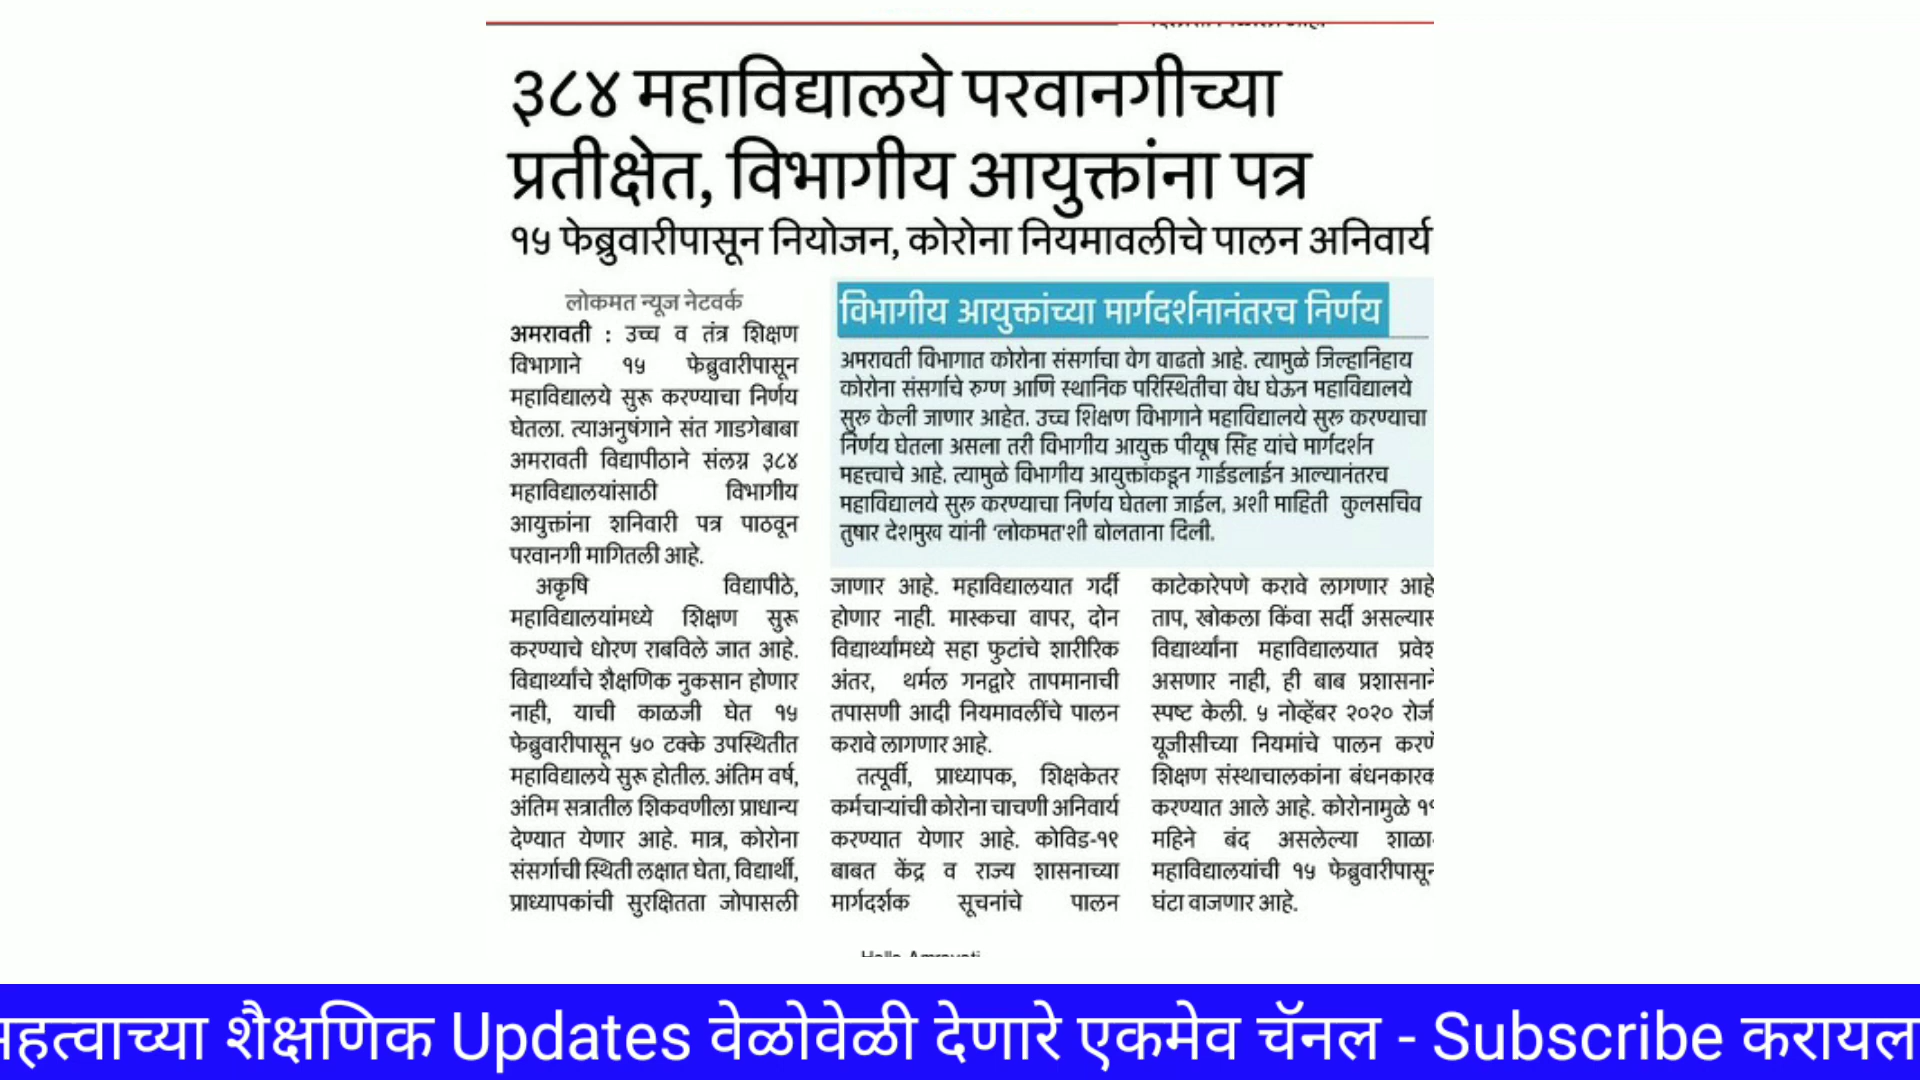 ३८४ महाविद्यालये परवानगीच्या
प्रतीक्षेत, विभागीय आयुक्तांना पत्र
१५ फेब्रुवारीपासून नियोजन, कोरोना नियमावलीचे पालन अनिवार्य
लोकमत न्यूज नेटवर्क
अमरावती : उच्च व तंत्र शिक्षण
विभागाने १५ फेब्रुवारीपासून
महाविद्यालये सुरू करण्याचा निर्णय
घेतला. त्याअनुषंगाने संत गाडगेबाबा
अमरावती विद्यापीठाने संलग्न ३८४
महाविद्यालयांसाठी विभागीय
आयुक्तांना शनिवारी पत्र पाठवून
परवानगी मागितली आहे.
अकृषि विद्यापीठे,
महाविद्यालयांमध्ये शिक्षण सुरू
करण्याचे धोरण राबविले जात आहे.
विद्यार्थ्यांचे शैक्षणिक नुकसान होणार
नाही, याची काळजी घेत १५
फेब्रुवारीपासून ५० टक्के उपस्थितीत
महाविद्यालये सुरू होतील. अंतिम वर्ष,
अंतिम सत्रातील शिकवणीला प्राधान्य
देण्यात येणार आहे. मात्र, कोरोना
संसर्गाची स्थिती लक्षात घेता, विद्यार्थी,
प्राध्यापकांची सुरक्षितता जोपासली
विभागीय आयुक्तांच्या मार्गदर्शनानंतरच निर्णय
अमरावती विभागात कोरोना संसर्गाचा वेग वाढतो आहे. त्यामुळे जिल्हानिहाय
कोरोना संसर्गाचे रुग्ण आणि स्थानिक परिस्थितीचा वेध घेऊन महाविद्यालये
सुरू केली जाणार आहेत. उच्च शिक्षण विभागाने महाविद्यालये सुरू करण्याचा
निर्णय घेतला असला तरी विभागीय आयुक्त पीयूष सिंह यांचे मार्गदर्शन
महत्त्वाचे आहे. त्यामुळे विभागीय आयुक्तांकडून गाईडलाईन आल्यानंतरच
महाविद्यालये सुरू करण्याचा निर्णय घेतला जाईल, अशी माहिती कुलसचिव
तुषार देशमुख यांनी ‘लोकमत’शी बोलताना दिली.
जाणार आहे. महाविद्यालयात गर्दी
होणार नाही. मास्कचा वापर, दोन
विद्यार्थ्यांमध्ये सहा फुटांचे शारीरिक
अंतर, थर्मल गनद्वारे तापमानाची
तपासणी आदी नियमावलींचे पालन
करावे लागणार आहे.
तत्पूर्वी, प्राध्यापक, शिक्षकेतर
कर्मचाऱ्यांची कोरोना चाचणी अनिवार्य
करण्यात येणार आहे. कोविड-१९
बाबत केंद्र व राज्य शासनाच्या
मार्गदर्शक सूचनांचे पालन
काटेकोरपणे करावे लागणार आहे
ताप, खोकला किंवा सर्दी असल्यास
विद्यार्थ्यांना महाविद्यालयात प्रवेश
असणार नाही, ही बाब प्रशासनाने
स्पष्ट केली. ५ नोव्हेंबर २०२० रोजी
यूजीसीच्या नियमांचे पालन करणे
शिक्षण संस्थाचालकांना बंधनकारक
करण्यात आले आहे. कोरोनामुळे
महिने बंद असलेल्या शाळा-
महाविद्यालयांची १५ फेब्रुवारीपासून
घंटा वाजणार आहे.
महत्वाच्या शैक्षणिक Updates वेळोवेळी देणारे एकमेव चॅनल - Subscribe करायला